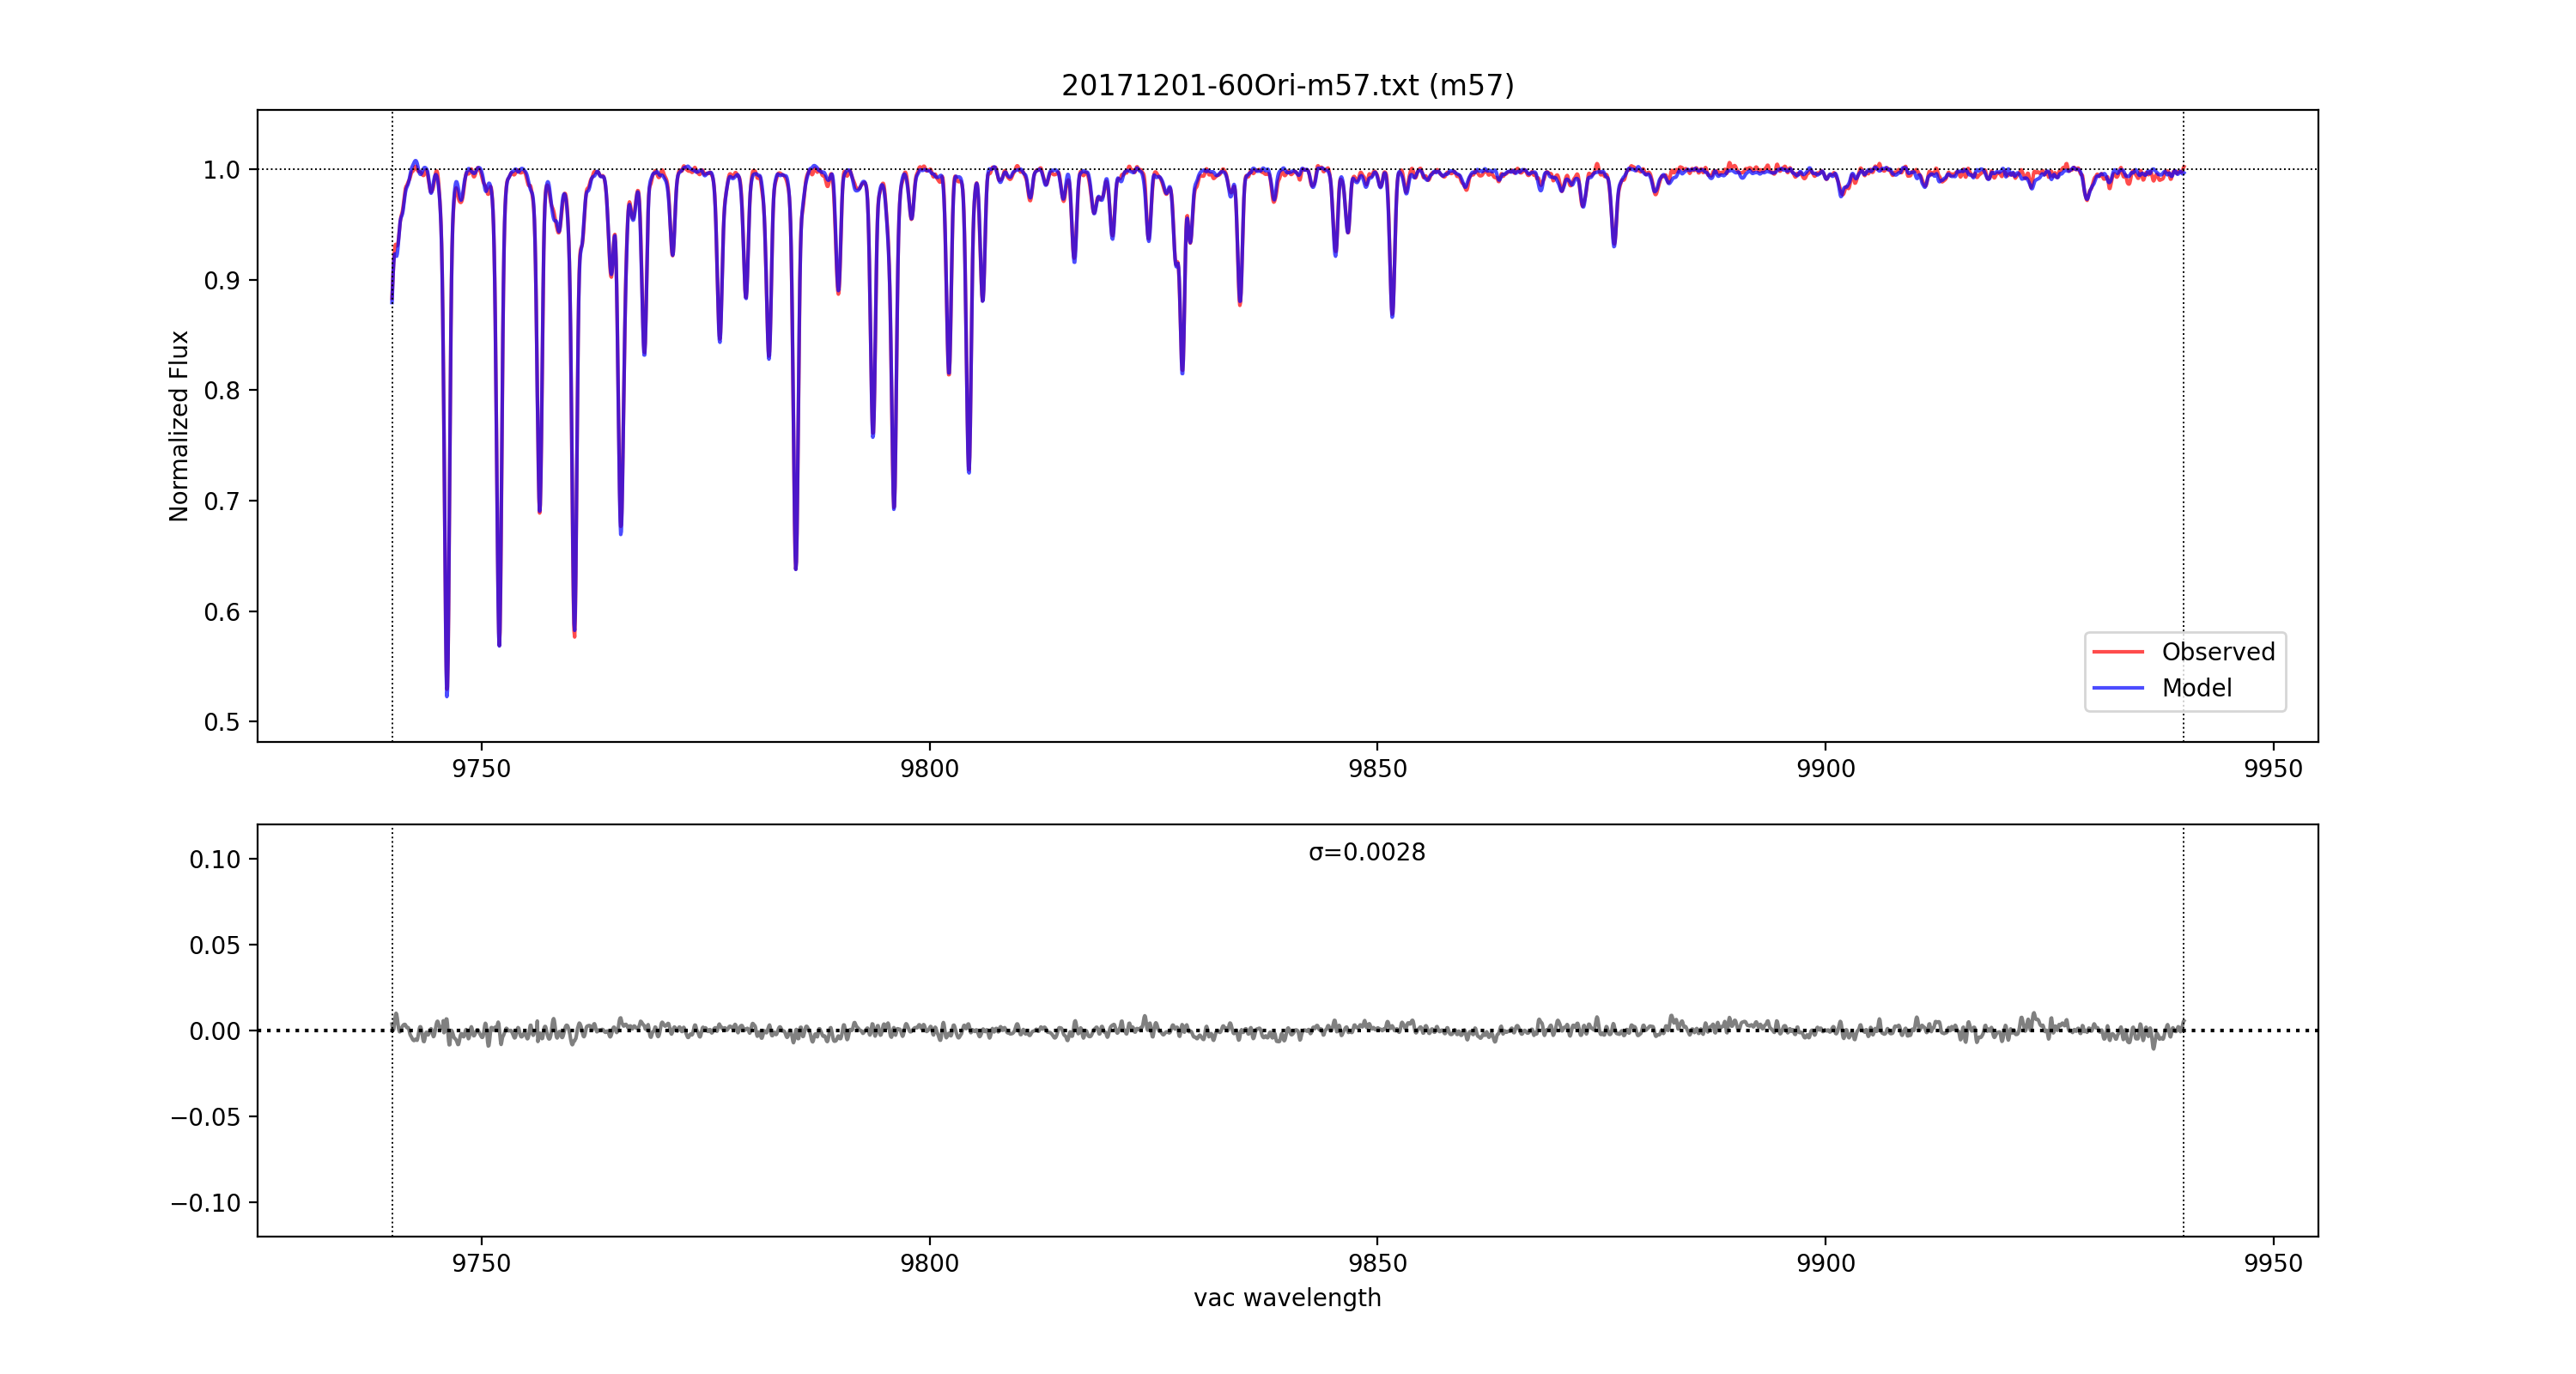 20171201-60Ori-m57.txt (m57)
Normalized Flux
1.0
0.9
0.8
0.7
0.6
0.5
Observed
Model
9750 9800 9850 9900 9950
σ=0.0028
0.10
0.05
0.00
−0.05
−0.10
9750 9800 9850 9900 9950
vac wavelength